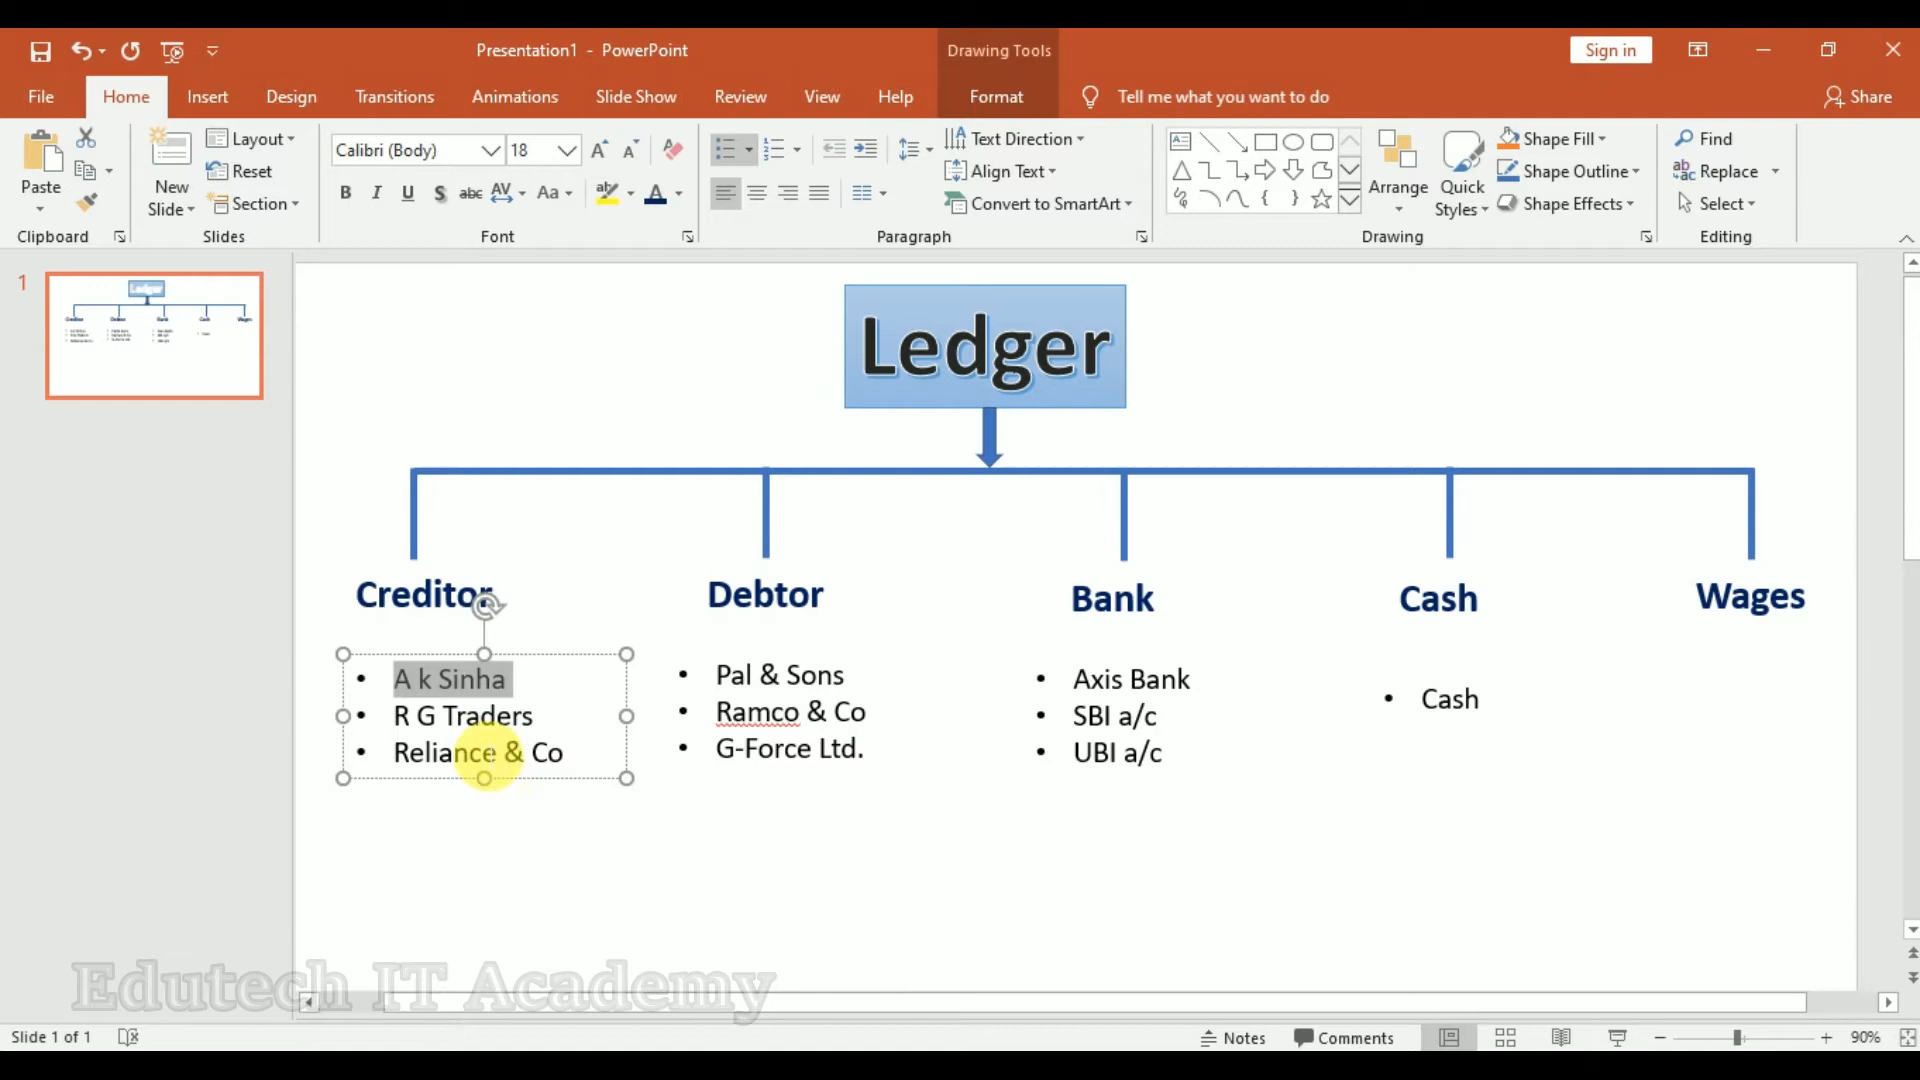 Presentation1 - PowerPoint
Drawing Tools
Sign in
File
Home
Insert
Design
Transitions
Animations
Slide Show
Review
View
Help
Format
Tell me what you want to do
Share
Paste
Clipboard
New
Slide
Layout
Reset
Section
Slides
Calibri (Body)
18
B I U S abc AV Aa A
Font
Text Direction
Align Text
Convert to SmartArt
Paragraph
Arrange
Quick
Styles
Shape Fill
Shape Outline
Shape Effects
Drawing
Find
Replace
Select
Editing
1
Ledger
Creditor
Debtor
Bank
Cash
Wages
• A k Sinha
• R G Traders
• Reliance & Co
• Pal & Sons
• Ramco & Co
• G-Force Ltd.
• Axis Bank
• SBI a/c
• UBI a/c
• Cash
Edutech IT Academy
Slide 1 of 1
Notes
Comments
90%